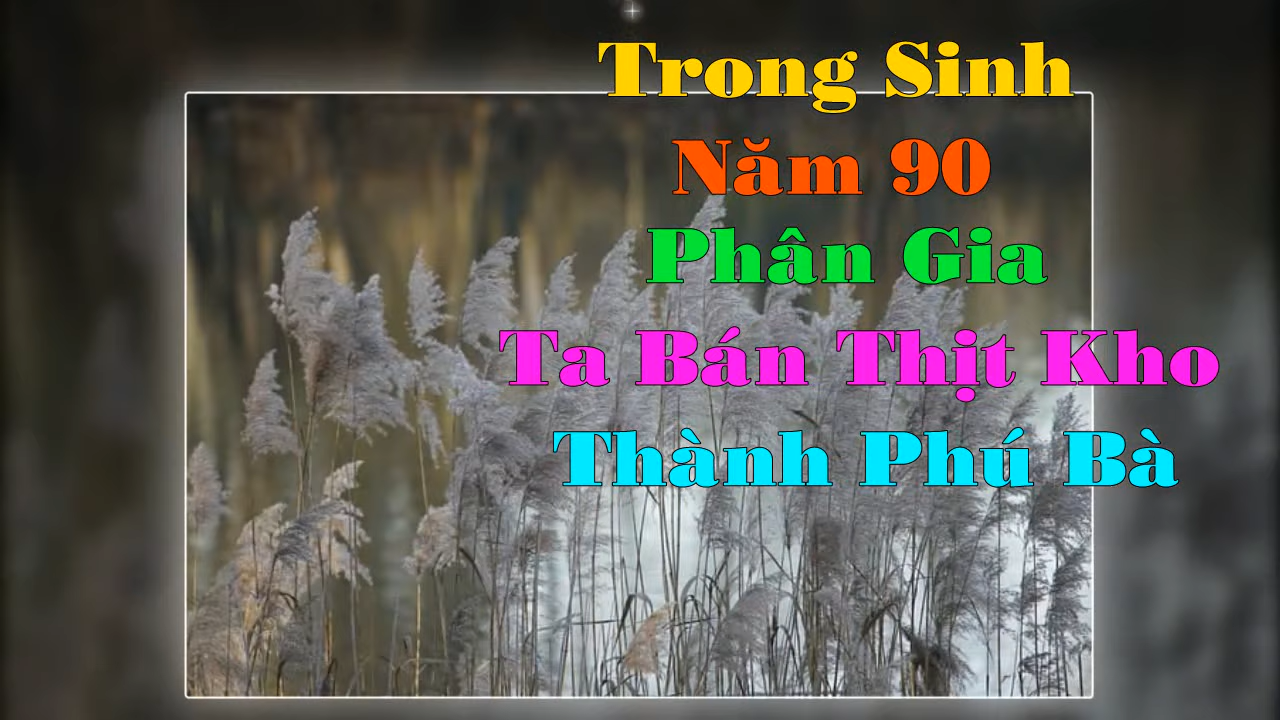 Trong Sinh
Năm 90
Phân Gia
Ta Bán Thịt Kho
Thành Phú Bà